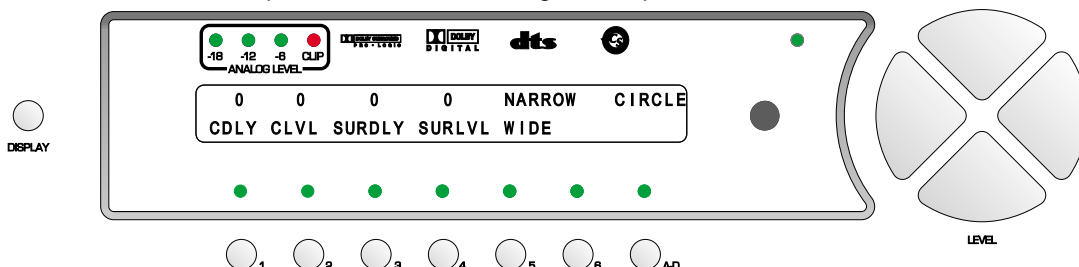 -18 -12 -6 CLIP
ANALOG LEVEL
DOLBY SURROUND
PRO • LOGIC
DOLBY
DIGITAL
dts
CS
0 0 0 0 NARROW CIRCLE
CDLY CLVL SURDLY SURLVL WIDE
DISPLAY
LEVEL
1 2 3 4 5 6 A-D